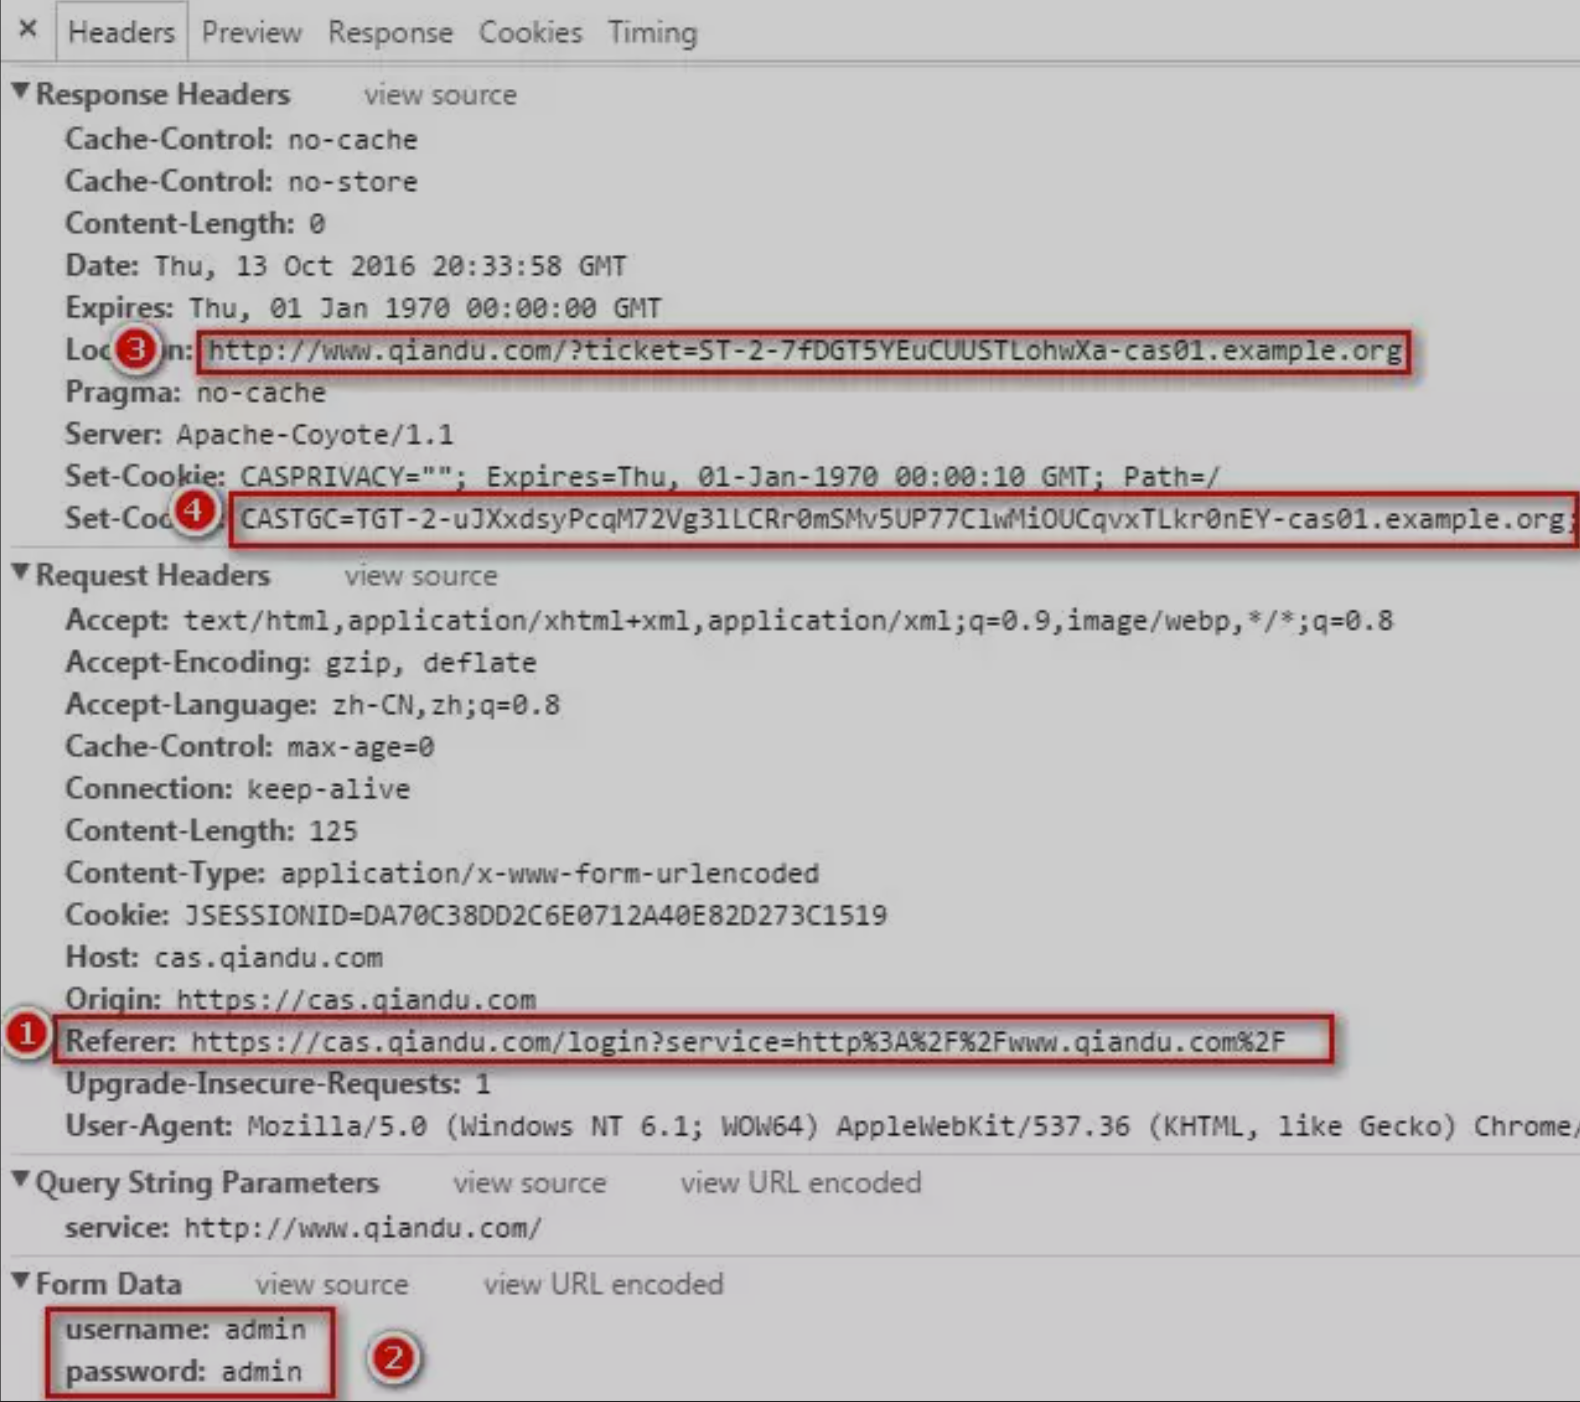 × Headers Preview Response Cookies Timing
▼Response Headers view source
Cache-Control: no-cache
Cache-Control: no-store
Content-Length: 0
Date: Thu, 13 Oct 2016 20:33:58 GMT
Expires: Thu, 01 Jan 1970 00:00:00 GMT
Loc 3 n: http://www.qiandu.com/?ticket=ST-2-7fDGT5YEuCUUSTLohwXa-cas01.example.org
Pragma: no-cache
Server: Apache-Coyote/1.1
Set-Cookie: CASPRIVACY=""; Expires=Thu, 01-Jan-1970 00:00:10 GMT; Path=/
Set-Coo 4 CASTGC=TGT-2-uJXxdsyPcqM72Vg3lLCRr0mSMv5UP77ClwMiOUCqvxTLkr0nEY-cas01.example.org;
▼Request Headers view source
Accept: text/html,application/xhtml+xml,application/xml;q=0.9,image/webp,*/*;q=0.8
Accept-Encoding: gzip, deflate
Accept-Language: zh-CN,zh;q=0.8
Cache-Control: max-age=0
Connection: keep-alive
Content-Length: 125
Content-Type: application/x-www-form-urlencoded
Cookie: JSESSIONID=DA70C38DD2C6E0712A40E82D273C1519
Host: cas.qiandu.com
Origin: https://cas.qiandu.com
1 Referer: https://cas.qiandu.com/login?service=http%3A%2F%2Fwww.qiandu.com%2F
Upgrade-Insecure-Requests: 1
User-Agent: Mozilla/5.0 (Windows NT 6.1; WOW64) AppleWebKit/537.36 (KHTML, like Gecko) Chrome/
▼Query String Parameters view source view URL encoded
service: http://www.qiandu.com/
▼Form Data view source view URL encoded
username: admin
password: admin 2